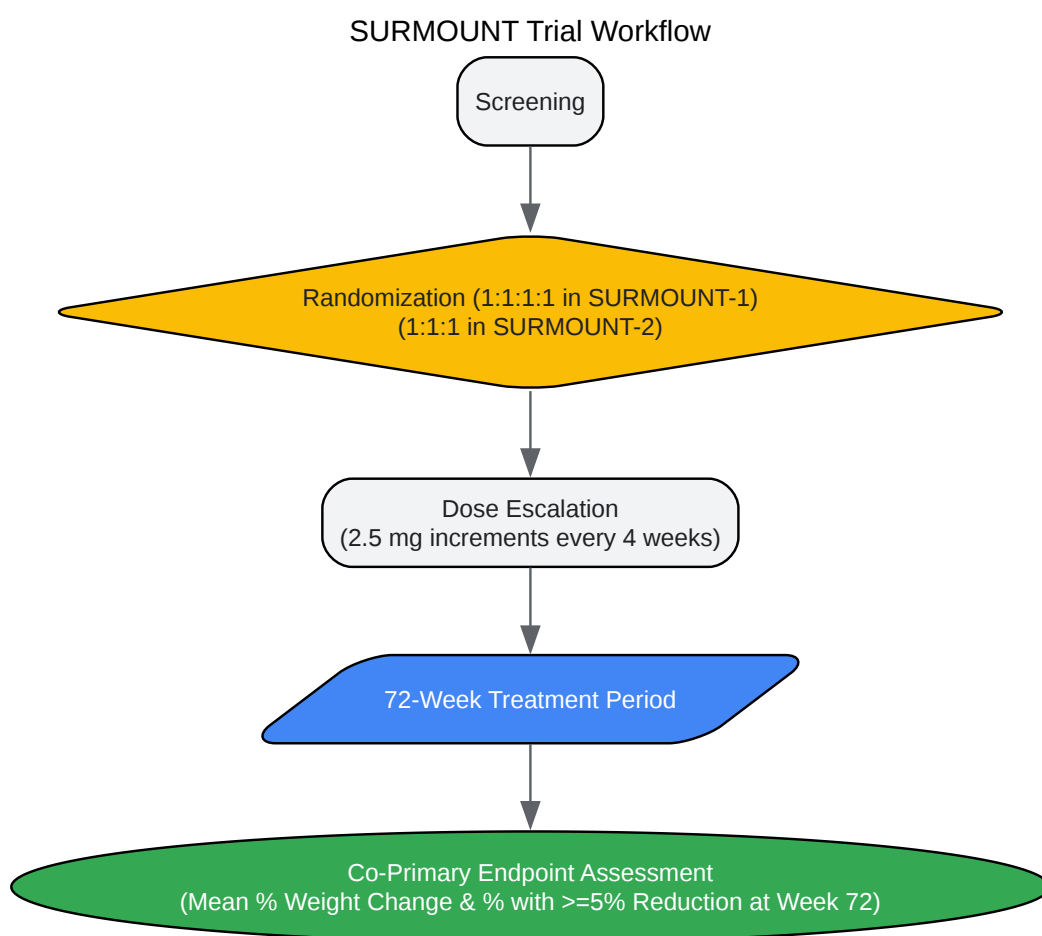 SURMOUNT Trial Workflow
Screening
Randomization (1:1:1:1 in SURMOUNT-1)
(1:1:1 in SURMOUNT-2)
Dose Escalation
(2.5 mg increments every 4 weeks)
72-Week Treatment Period
Co-Primary Endpoint Assessment
(Mean % Weight Change & % with >=5% Reduction at Week 72)